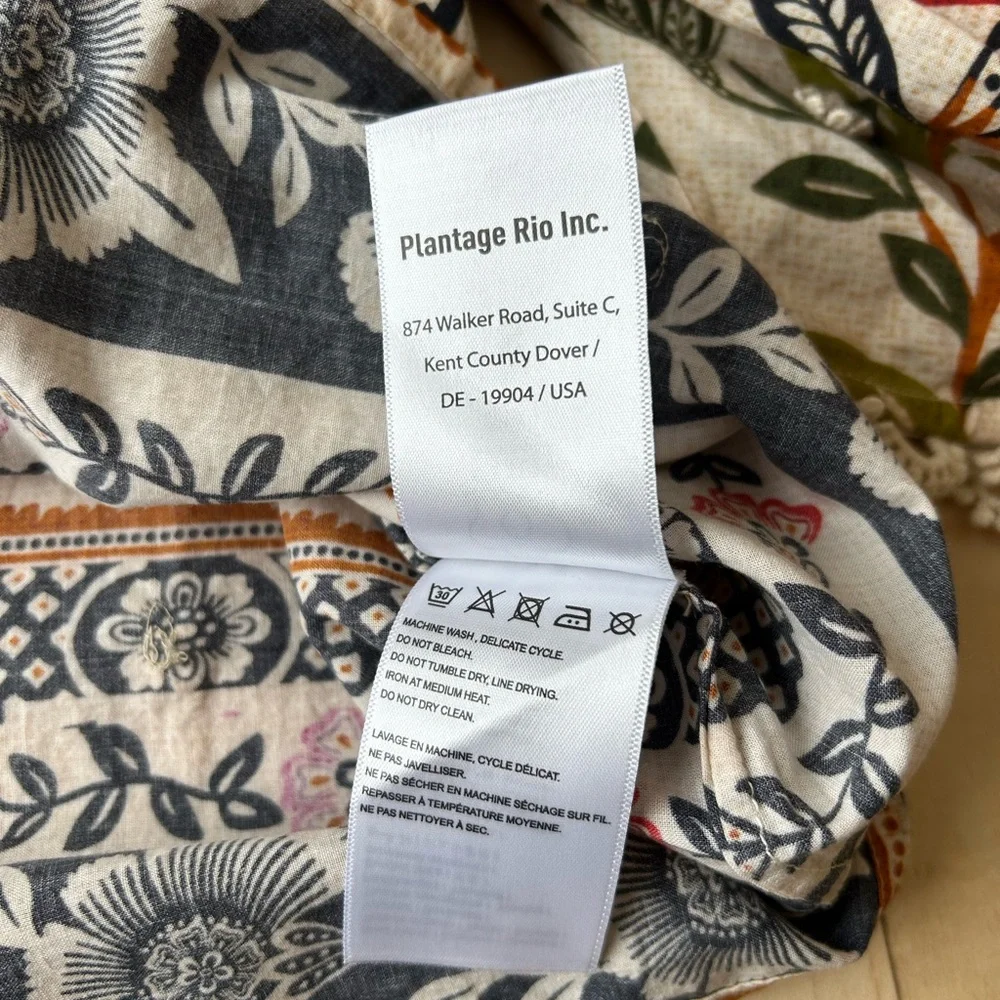 Plantage Rio Inc.
874 Walker Road, Suite C,
Kent County Dover /
DE - 19904 / USA
30
MACHINE WASH , DELICATE CYCLE.
DO NOT BLEACH.
DO NOT TUMBLE DRY, LINE DRYING.
IRON AT MEDIUM HEAT.
DO NOT DRY CLEAN.
LAVAGE EN MACHINE, CYCLE DÉLICAT.
NE PAS JAVELLISER.
NE PAS SÉCHER EN MACHINE SÉCHAGE SUR FIL.
REPASSER À TEMPÉRATURE MOYENNE.
NE PAS NETTOYER À SEC.